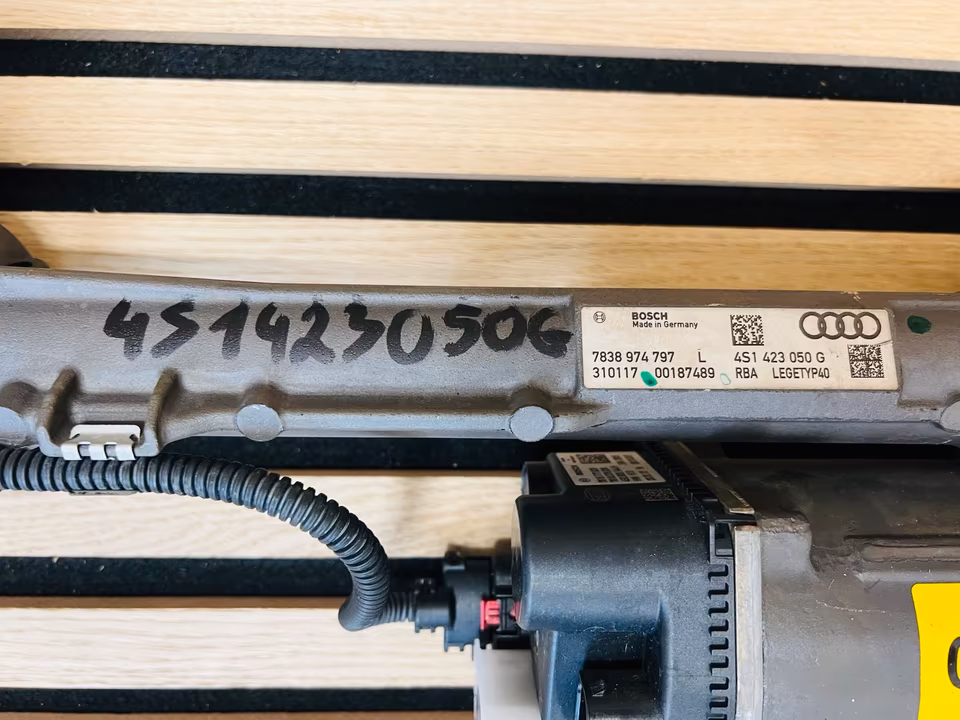 4S1423050G
BOSCH
Made in Germany
7838 974 797 L 4S1 423 050 G
310117 00187489 RBA LEGETYP40